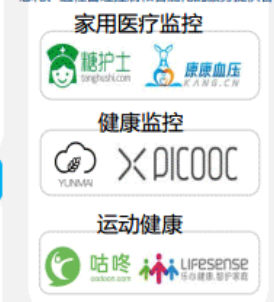 家用医疗监控
糖护士
tanghushi.com
康康血压
KANG.CN
健康监控
YUNMAI
PICOOC
运动健康
咕咚
codoon.com
LIFESENSE
乐心健康·智护家庭